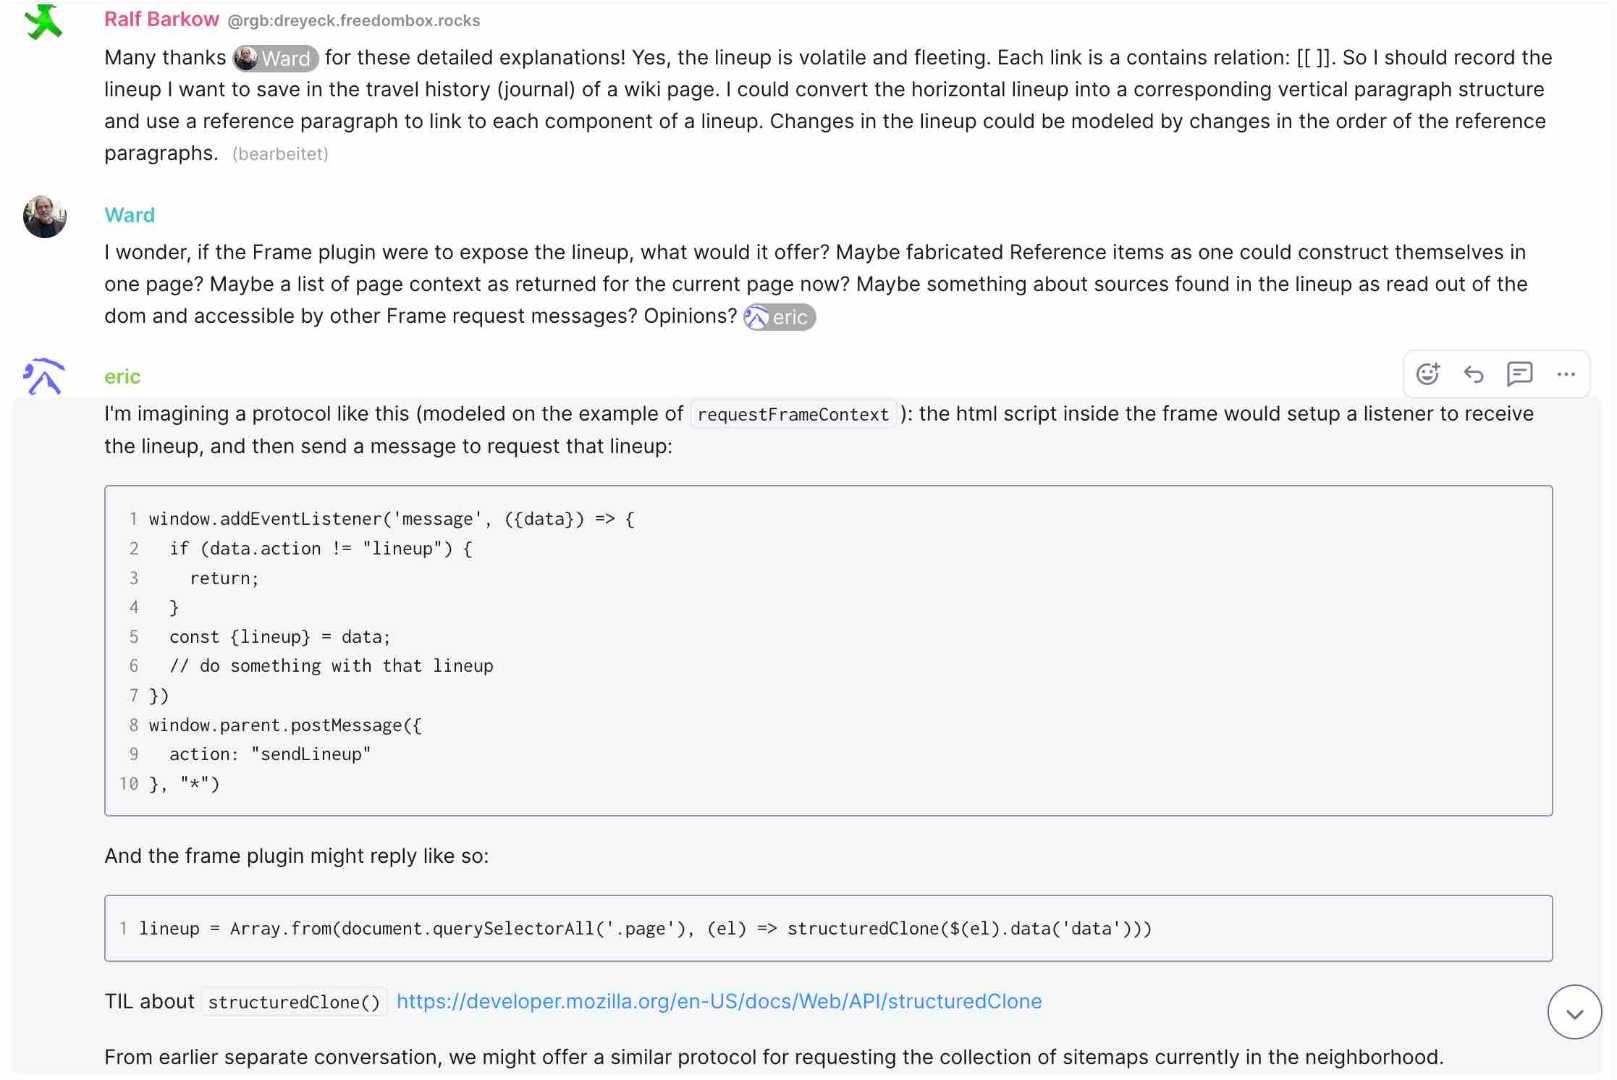 Ralf Barkow @rgb:dreyeck.freedombox.rocks
Many thanks Ward for these detailed explanations! Yes, the lineup is volatile and fleeting. Each link is a contains relation: [[ ]]. So I should record the
lineup I want to save in the travel history (journal) of a wiki page. I could convert the horizontal lineup into a corresponding vertical paragraph structure
and use a reference paragraph to link to each component of a lineup. Changes in the lineup could be modeled by changes in the order of the reference
paragraphs. (bearbeitet)
Ward
I wonder, if the Frame plugin were to expose the lineup, what would it offer? Maybe fabricated Reference items as one could construct themselves in
one page? Maybe a list of page context as returned for the current page now? Maybe something about sources found in the lineup as read out of the
dom and accessible by other Frame request messages? Opinions? eric
eric
I'm imagining a protocol like this (modeled on the example of requestFrameContext ): the html script inside the frame would setup a listener to receive
the lineup, and then send a message to request that lineup:
1 window.addEventListener('message', ({data}) => {
2   if (data.action != "lineup") {
3     return;
4   }
5   const {lineup} = data;
6   // do something with that lineup
7 })
8 window.parent.postMessage({
9   action: "sendLineup"
10 }, "*")
And the frame plugin might reply like so:
1 lineup = Array.from(document.querySelectorAll('.page'), (el) => structuredClone($(el).data('data')))
TIL about structuredClone() https://developer.mozilla.org/en-US/docs/Web/API/structuredClone
From earlier separate conversation, we might offer a similar protocol for requesting the collection of sitemaps currently in the neighborhood.